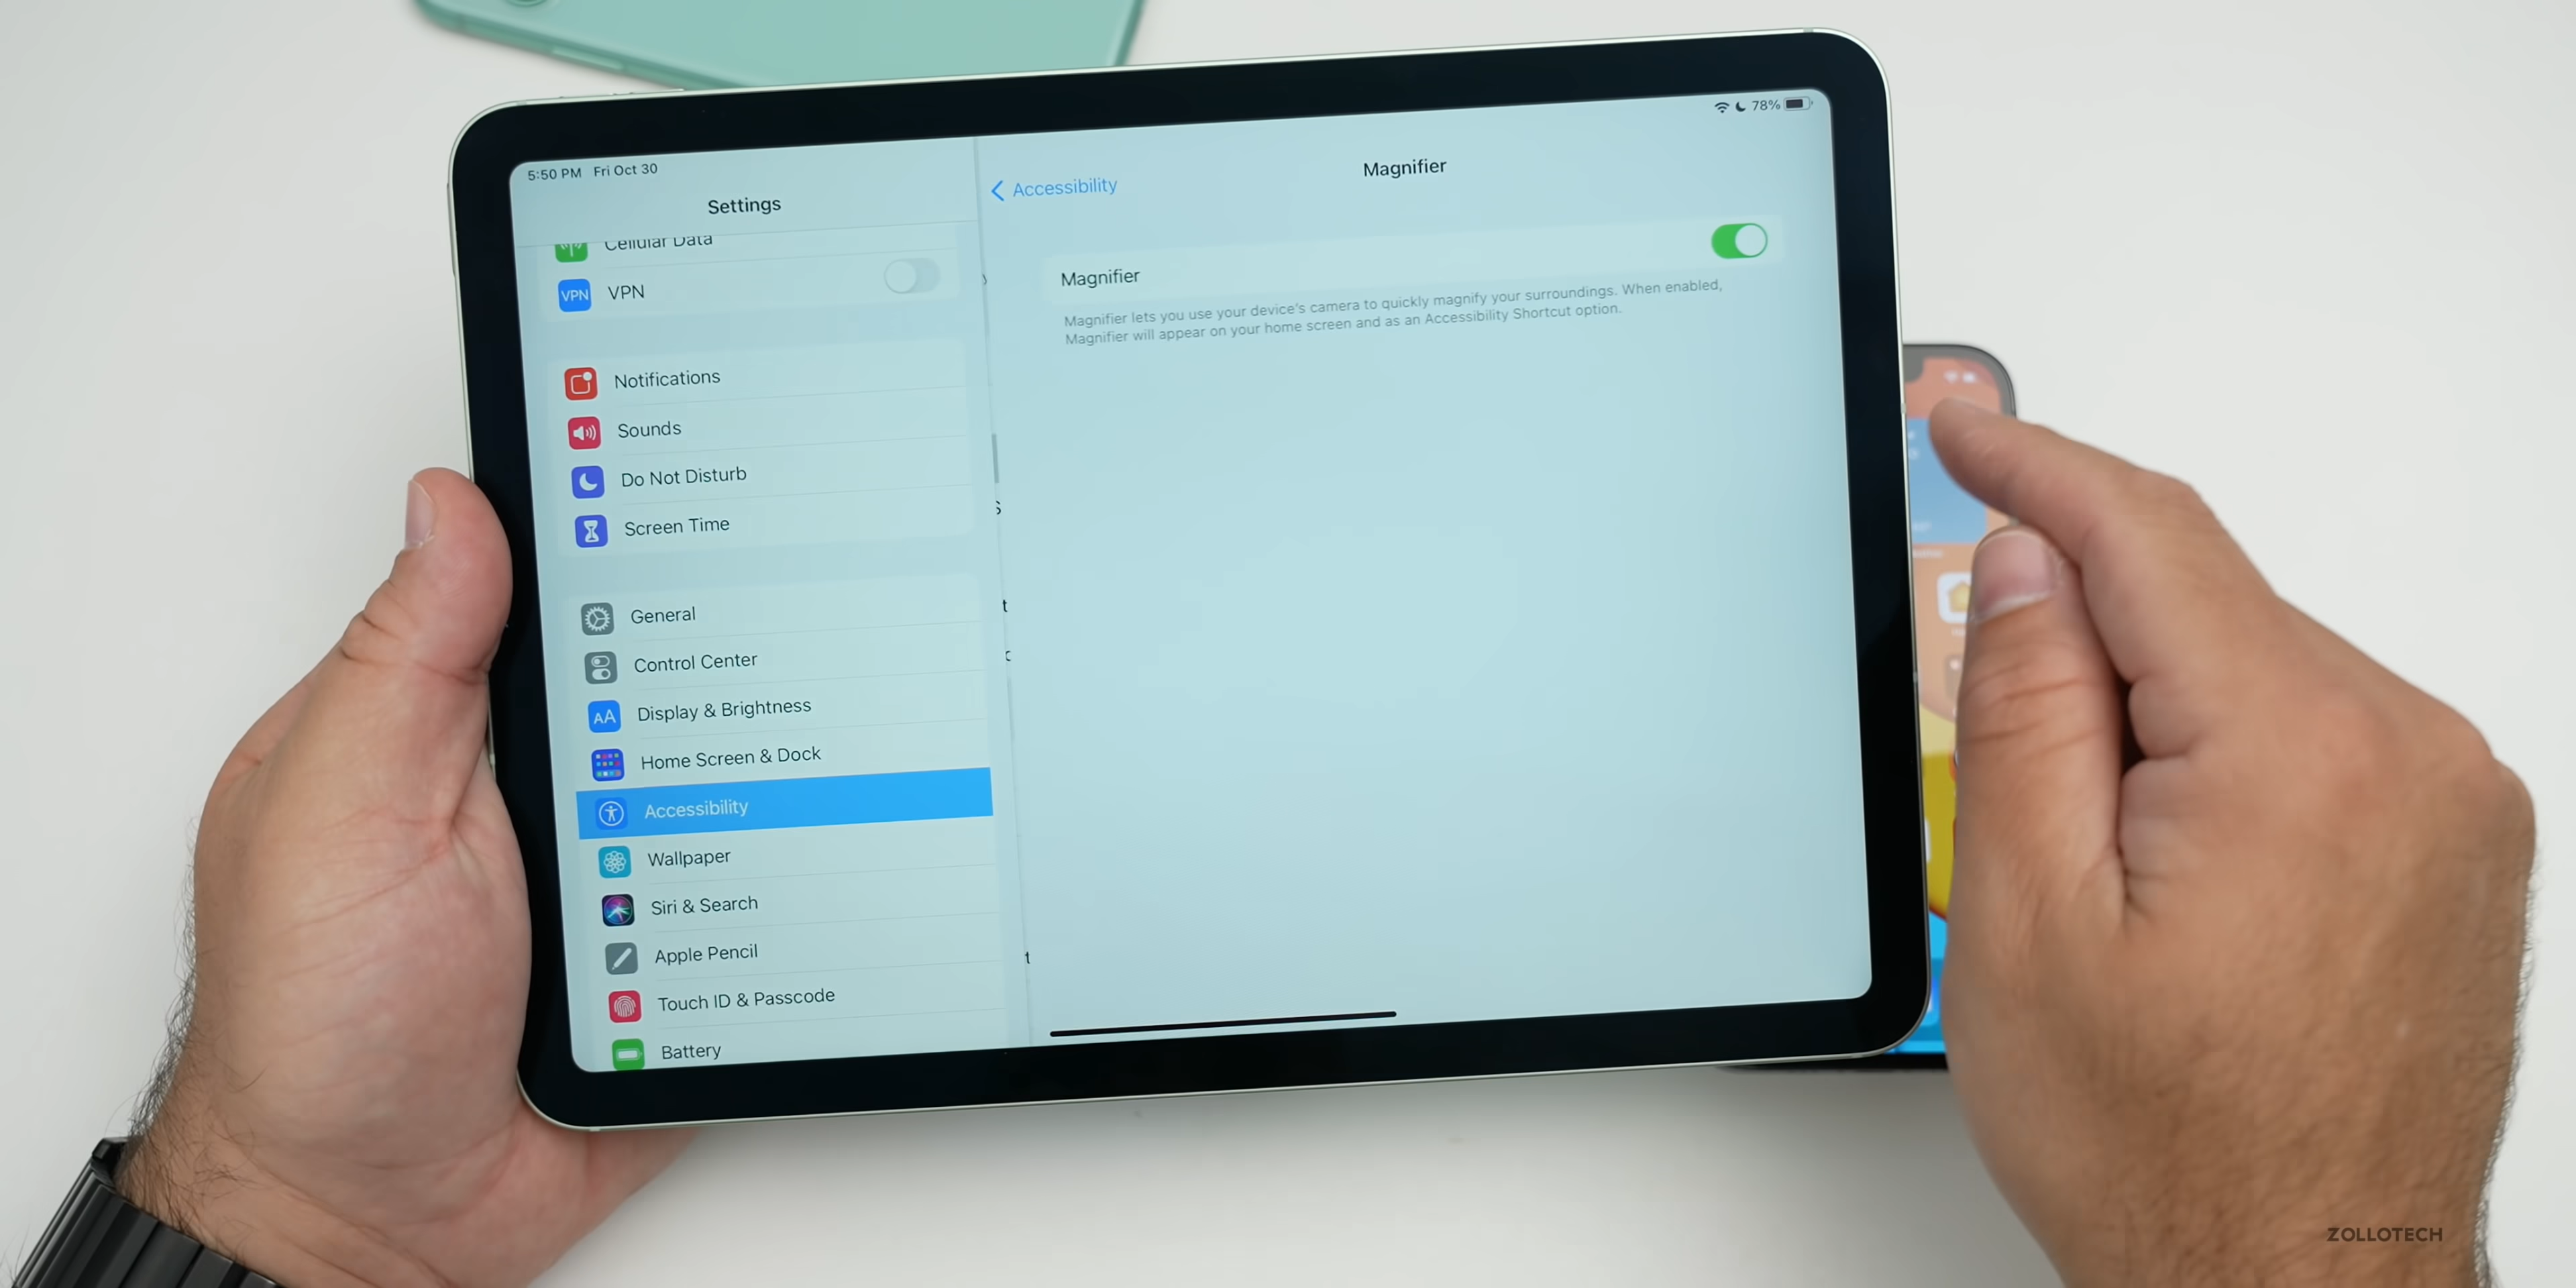 5:50 PM Fri Oct 30
78%
Settings
Cellular Data
VPN
VPN
Notifications
Sounds
Do Not Disturb
Screen Time
General
Control Center
AA
Display & Brightness
Home Screen & Dock
Accessibility
Wallpaper
Siri & Search
Apple Pencil
Touch ID & Passcode
Battery
Accessibility
Magnifier
Magnifier
Magnifier lets you use your device's camera to quickly magnify your surroundings. When enabled,
Magnifier will appear on your home screen and as an Accessibility Shortcut option.
ZOLLOTECH